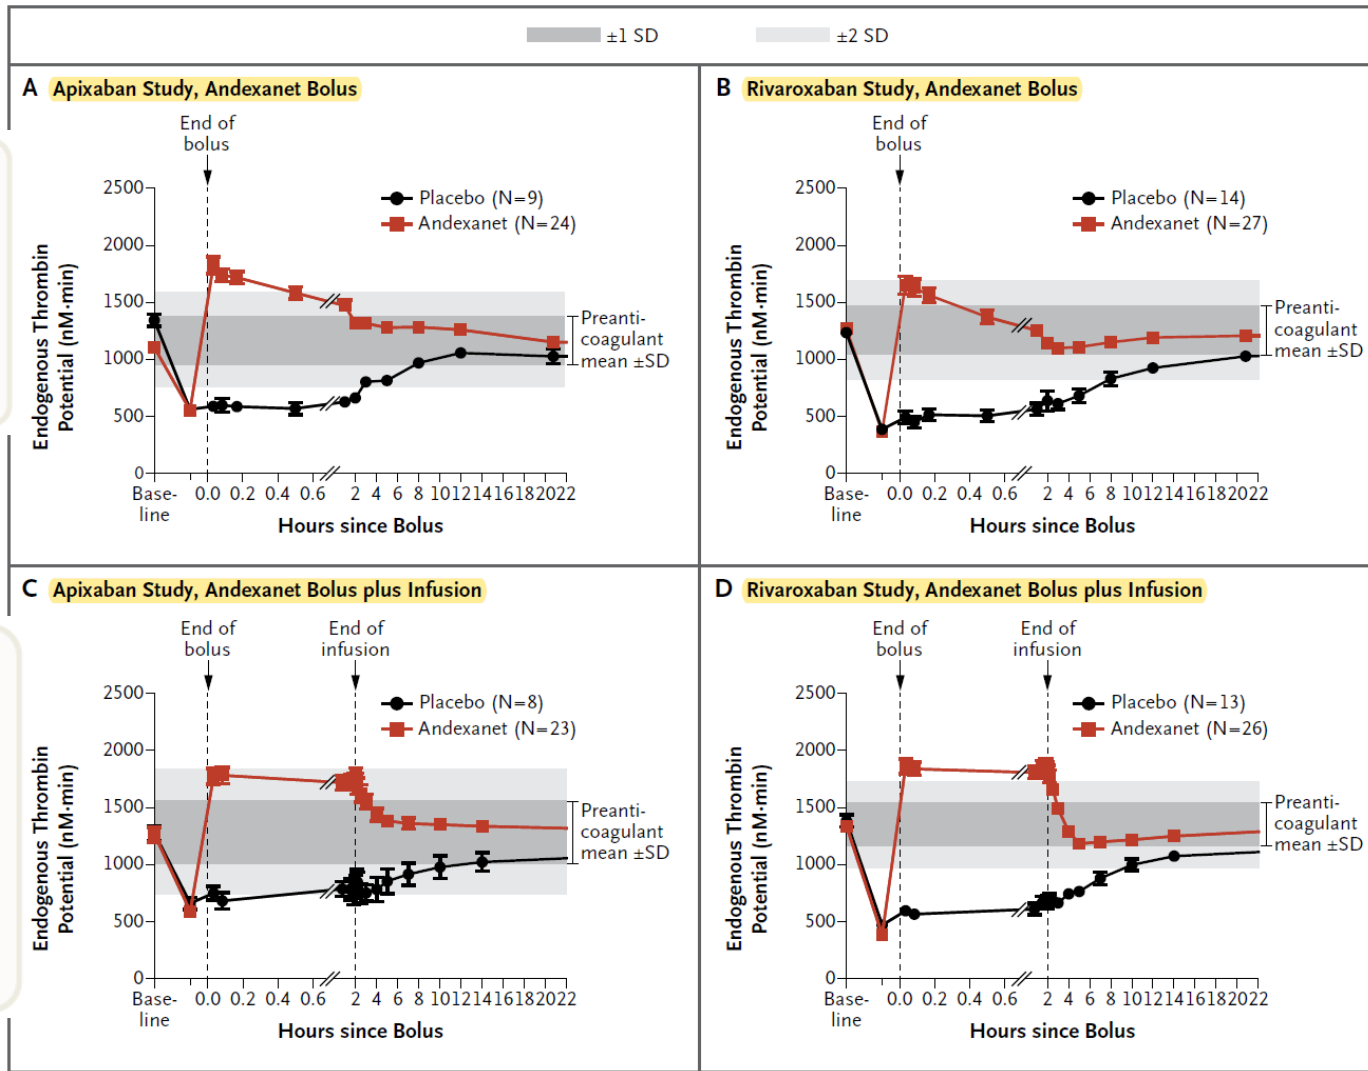 ±1 SD
±2 SD
A Apixaban Study, Andexanet Bolus
End of
bolus
Placebo (N=9)
Andexanet (N=24)
Endogenous Thrombin
Potential (nM·min)
2500
2000
1500
1000
500
0
Preanti-
coagulant
mean ±SD
Base-
line
0.0 0.2 0.4 0.6 2 4 6 8 10 12 14 16 18 20 22
Hours since Bolus
B Rivaroxaban Study, Andexanet Bolus
End of
bolus
Placebo (N=14)
Andexanet (N=27)
Endogenous Thrombin
Potential (nM·min)
2500
2000
1500
1000
500
0
Preanti-
coagulant
mean ±SD
Base-
line
0.0 0.2 0.4 0.6 2 4 6 8 10 12 14 16 18 20 22
Hours since Bolus
C Apixaban Study, Andexanet Bolus plus Infusion
End of
bolus
End of
infusion
Placebo (N=8)
Andexanet (N=23)
Endogenous Thrombin
Potential (nM·min)
2500
2000
1500
1000
500
0
Preanti-
coagulant
mean ±SD
Base-
line
0.0 0.2 0.4 0.6 2 4 6 8 10 12 14 16 18 20 22
Hours since Bolus
D Rivaroxaban Study, Andexanet Bolus plus Infusion
End of
bolus
End of
infusion
Placebo (N=13)
Andexanet (N=26)
Endogenous Thrombin
Potential (nM·min)
2500
2000
1500
1000
500
0
Preanti-
coagulant
mean ±SD
Base-
line
0.0 0.2 0.4 0.6 2 4 6 8 10 12 14 16 18 20 22
Hours since Bolus